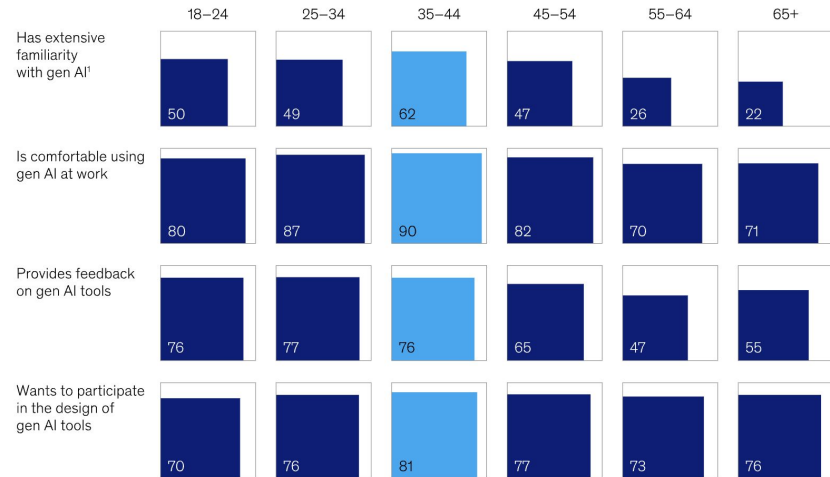 18–24 25–34 35–44 45–54 55–64 65+
Has extensive
familiarity
with gen AI¹
50 49 62 47 26 22
Is comfortable using
gen AI at work
80 87 90 82 70 71
Provides feedback
on gen AI tools
76 77 76 65 47 55
Wants to participate
in the design of
gen AI tools
70 76 81 77 73 76